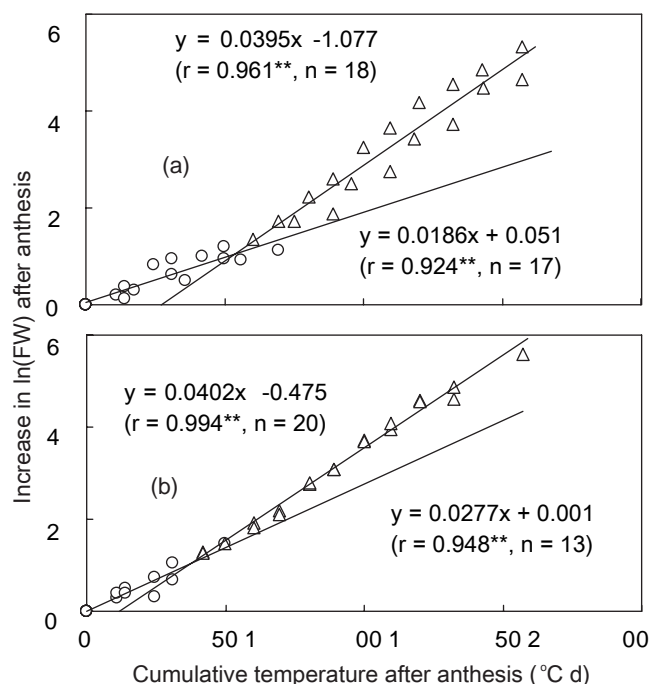 6
y = 0.0395x -1.077
(r = 0.961**, n = 18)
4
(a)
2
y = 0.0186x + 0.051
(r = 0.924**, n = 17)
0
Increase in ln(FW) after anthesis
6
y = 0.0402x -0.475
(r = 0.994**, n = 20)
4
(b)
2
y = 0.0277x + 0.001
(r = 0.948**, n = 13)
0
0 50 1 00 1 50 2 00
Cumulative temperature after anthesis (°C d)